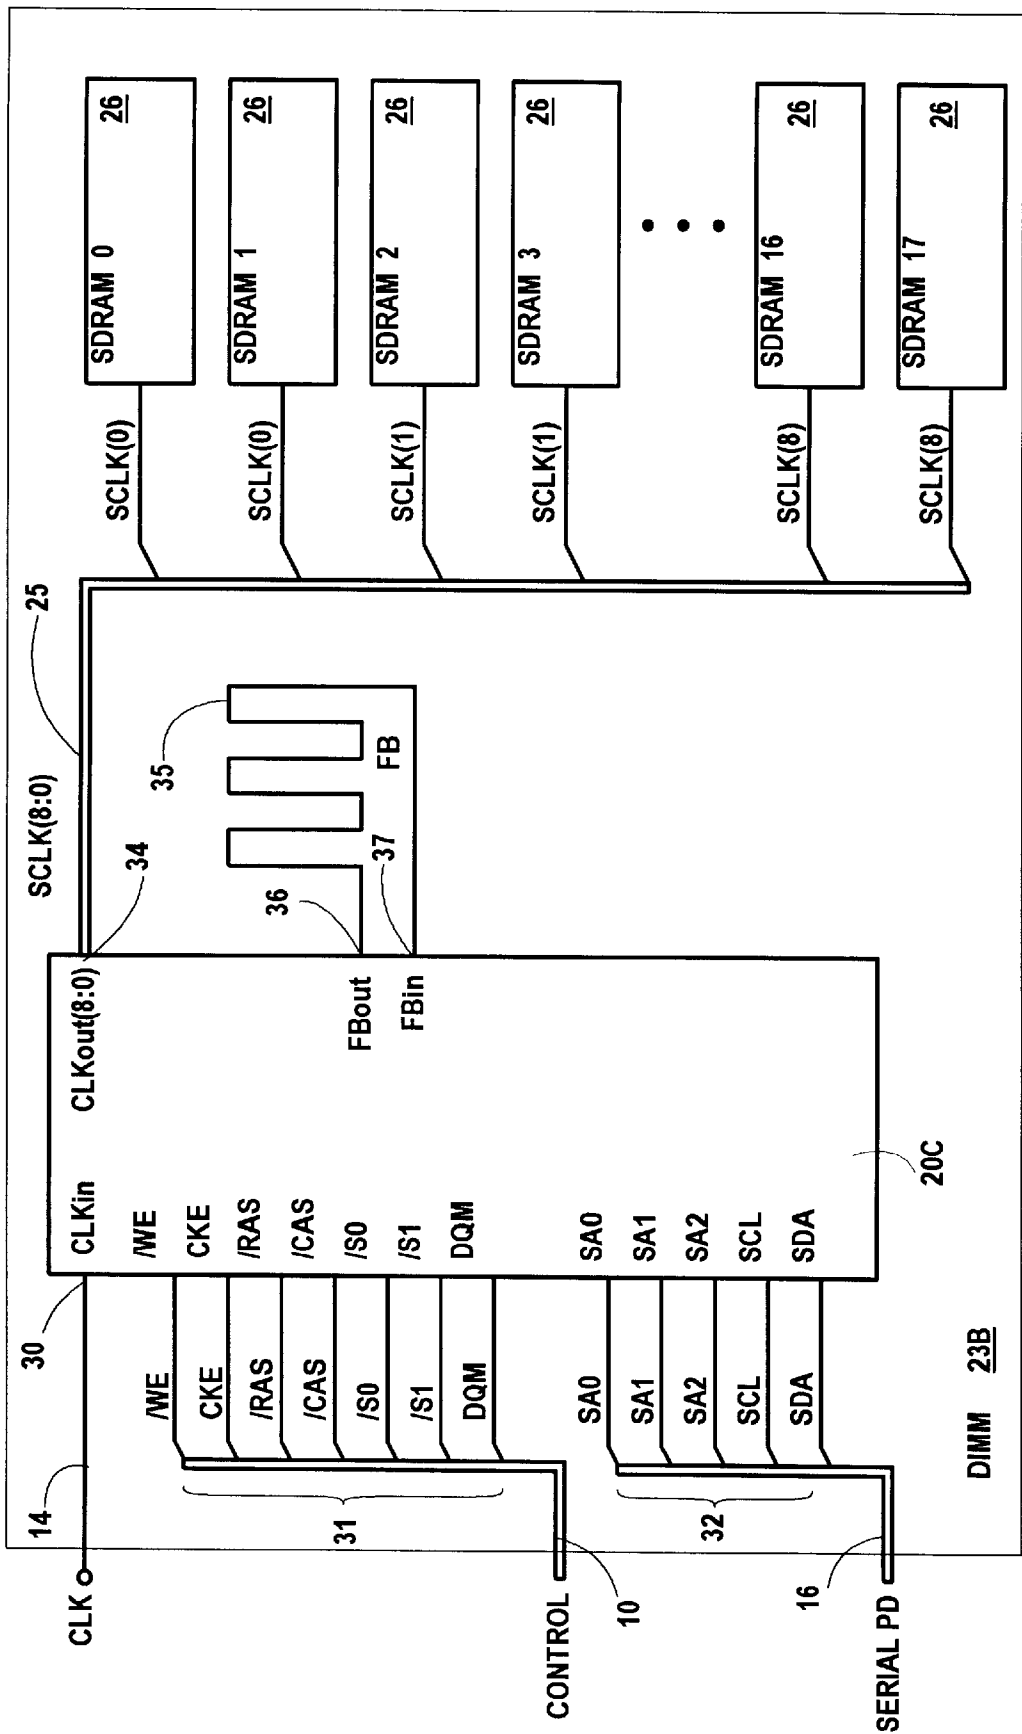 CLK
14
30
CLKin
CLKout(8:0)
34
SCLK(8:0)
25
/WE
CKE
/RAS
/CAS
/S0
/S1
DQM
/WE
CKE
/RAS
/CAS
/S0
/S1
DQM
31
CONTROL
10
SA0
SA1
SA2
SCL
SDA
SA0
SA1
SA2
SCL
SDA
32
SERIAL PD
16
FBout
FBin
36
37
35
FB
20C
SCLK(0)
SDRAM 0
26
SCLK(0)
SDRAM 1
26
SCLK(1)
SDRAM 2
26
SCLK(1)
SDRAM 3
26
SCLK(8)
SDRAM 16
26
SCLK(8)
SDRAM 17
26
DIMM 23B